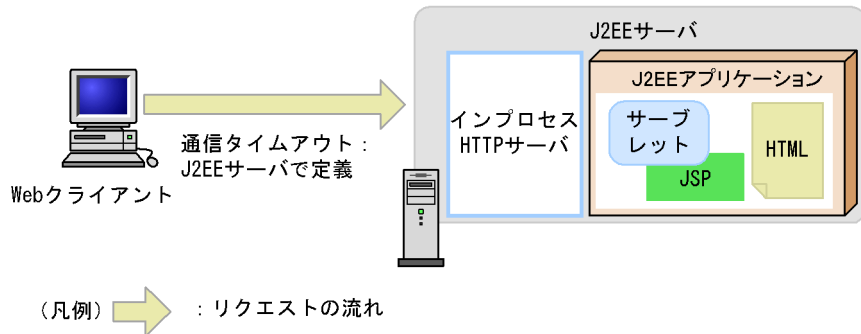 J2EEサーバ
J2EEアプリケーション
インプロセス
HTTPサーバ
サーブ
レット
JSP
HTML
通信タイムアウト：
J2EEサーバで定義
Webクライアント
（凡例）
：リクエストの流れ